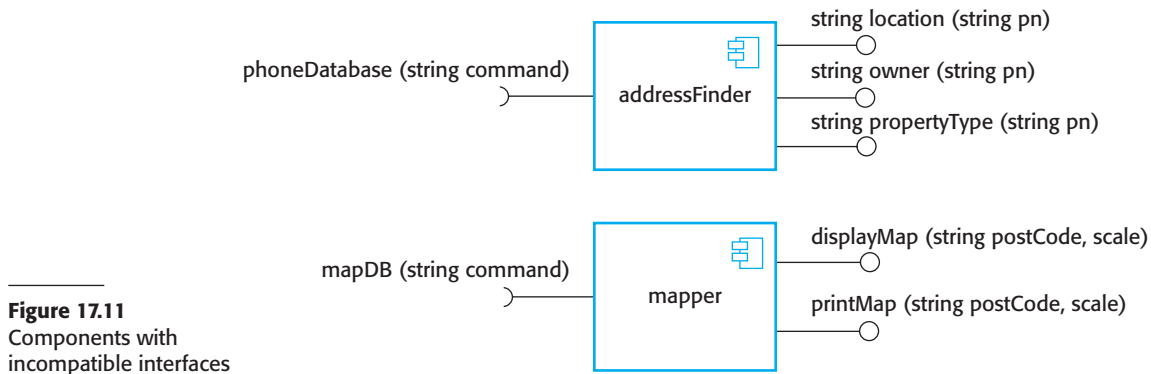 string location (string pn)
phoneDatabase (string command)
string owner (string pn)
addressFinder
string propertyType (string pn)
displayMap (string postCode, scale)
mapDB (string command)
mapper
printMap (string postCode, scale)
Figure 17.11
Components with
incompatible interfaces